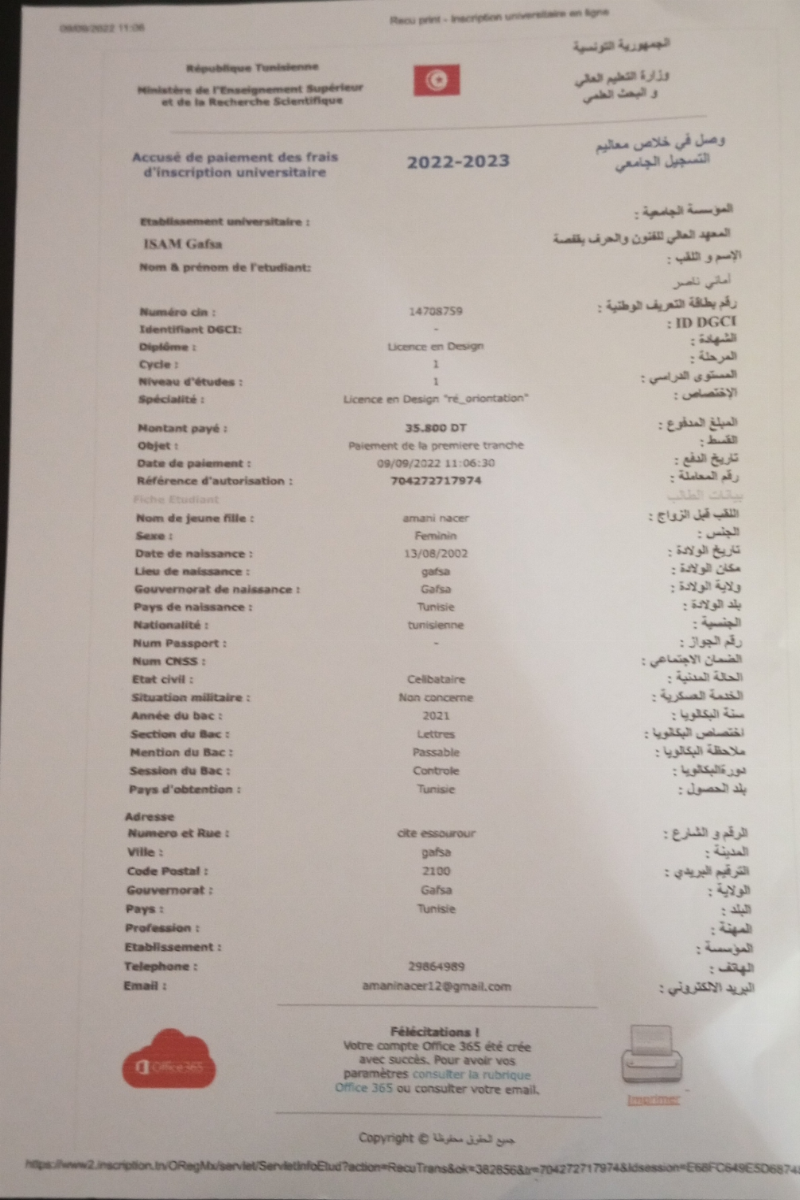 09/09/2022 11:06
Recu print - Inscription universitaire en ligne
République Tunisienne
الجمهورية التونسية
Ministère de l'Enseignement Supérieur
et de la Recherche Scientifique
وزارة التعليم العالي
و البحث العلمي
Accusé de paiement des frais
d'inscription universitaire
2022-2023
وصل في خلاص معاليم
التسجيل الجامعي
Etablissement universitaire : المؤسسة الجامعية :
ISAM Gafsa المعهد العالي للفنون والحرف بقفصة
Nom & prénom de l'etudiant: الإسم و اللقب :
أماني ناصر
Numéro cin : 14708759 رقم بطاقة التعريف الوطنية :
Identifiant DGCI: - ID DGCI :
Diplôme : Licence en Design الشهادة :
Cycle : 1 المرحلة :
Niveau d'études : 1 المستوى الدراسي :
Spécialité : Licence en Design "ré_oriontation" الإختصاص :
Montant payé : 35.800 DT المبلغ المدفوع :
Objet : Paiement de la premiere tranche القسط :
Date de paiement : 09/09/2022 11:06:30 تاريخ الدفع :
Référence d'autorisation : 704272717974 رقم المعاملة :
Fiche Etudiant بيانات الطالب
Nom de jeune fille : amani nacer اللقب قبل الزواج :
Sexe : Feminin الجنس :
Date de naissance : 13/08/2002 تاريخ الولادة :
Lieu de naissance : gafsa مكان الولادة :
Gouvernorat de naissance : Gafsa ولاية الولادة :
Pays de naissance : Tunisie بلد الولادة :
Nationalité : tunisienne الجنسية :
Num Passport : - رقم الجواز :
Num CNSS : الضمان الاجتماعي :
Etat civil : Celibataire الحالة المدنية :
Situation militaire : Non concerne الخدمة العسكرية :
Année du bac : 2021 سنة البكالوريا :
Section du Bac : Lettres اختصاص البكالوريا :
Mention du Bac : Passable ملاحظة البكالوريا :
Session du Bac : Controle دورةالبكالوريا :
Pays d'obtention : Tunisie بلد الحصول :
Adresse
Numero et Rue : cite essourour الرقم و الشارع :
Ville : gafsa المدينة :
Code Postal : 2100 الترقيم البريدي :
Gouvernorat : Gafsa الولاية :
Pays : Tunisie البلد :
Profession : المهنة :
Etablissement : المؤسسة :
Telephone : 29864989 الهاتف :
Email : amaninacer12@gmail.com البريد الالكتروني :
Office 365
Félécitations !
Votre compte Office 365 été crée
avec succès. Pour avoir vos
paramètres consulter la rubrique
Office 365 ou consulter votre email.
Imprimer
Copyright © جميع الحقوق محفوظة
https://www2.inscription.tn/ORegMx/servlet/ServletInfoEtud?action=RecuTrans&ok=382856&tr=704272717974&Idsession=E68FC849E5D6874